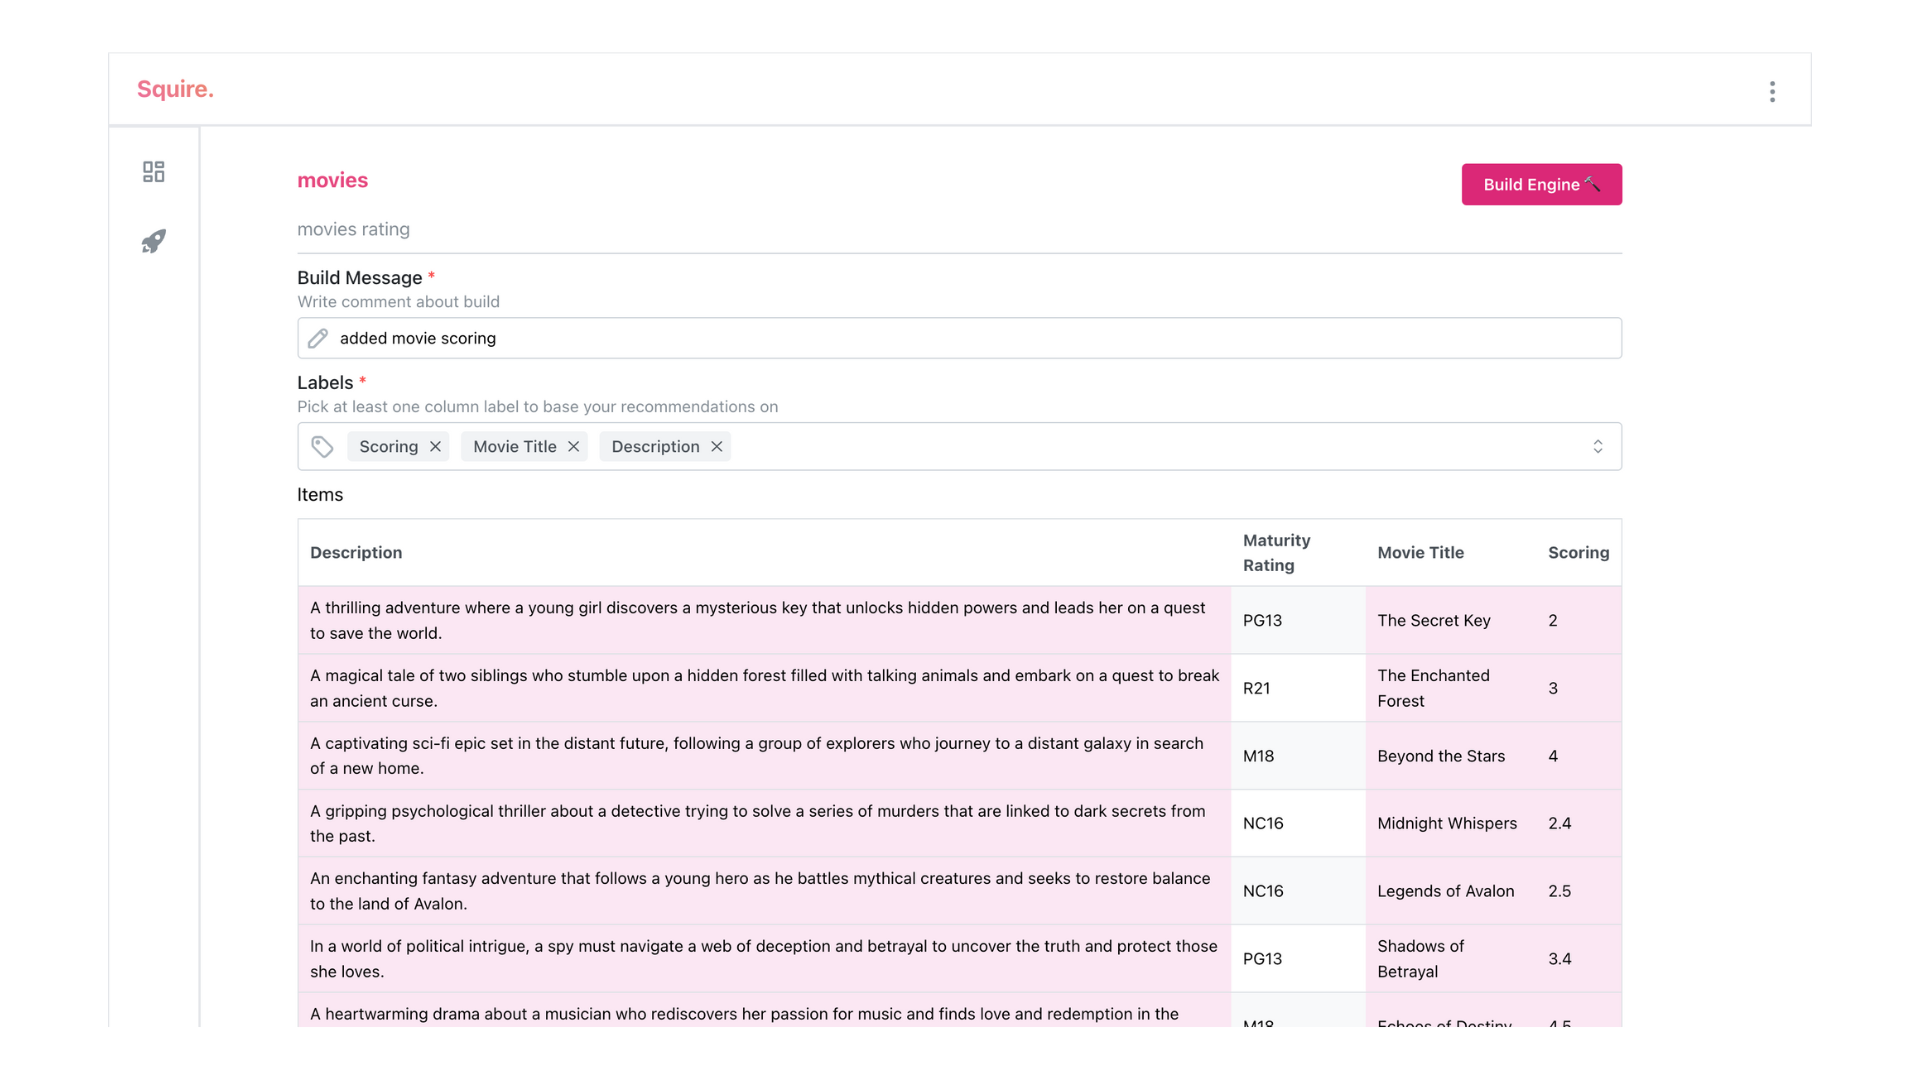 Squire.
movies
Build Engine
movies rating
Build Message *
Write comment about build
added movie scoring
Labels *
Pick at least one column label to base your recommendations on
Scoring Movie Title Description
Items
Description
Maturity
Rating
Movie Title
Scoring
A thrilling adventure where a young girl discovers a mysterious key that unlocks hidden powers and leads her on a quest
to save the world.
PG13
The Secret Key
2
A magical tale of two siblings who stumble upon a hidden forest filled with talking animals and embark on a quest to break
an ancient curse.
R21
The Enchanted
Forest
3
A captivating sci-fi epic set in the distant future, following a group of explorers who journey to a distant galaxy in search
of a new home.
M18
Beyond the Stars
4
A gripping psychological thriller about a detective trying to solve a series of murders that are linked to dark secrets from
the past.
NC16
Midnight Whispers
2.4
An enchanting fantasy adventure that follows a young hero as he battles mythical creatures and seeks to restore balance
to the land of Avalon.
NC16
Legends of Avalon
2.5
In a world of political intrigue, a spy must navigate a web of deception and betrayal to uncover the truth and protect those
she loves.
PG13
Shadows of
Betrayal
3.4
A heartwarming drama about a musician who rediscovers her passion for music and finds love and redemption in the
M18
Echoes of Destiny
4.5